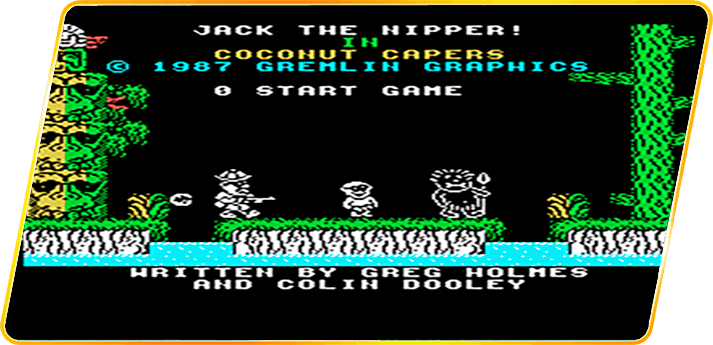 JACK THE NIPPER!
IN
COCONUT CAPERS
© 1987 GREMLIN GRAPHICS
0 START GAME
WRITTEN BY GREG HOLMES
AND COLIN DOOLEY